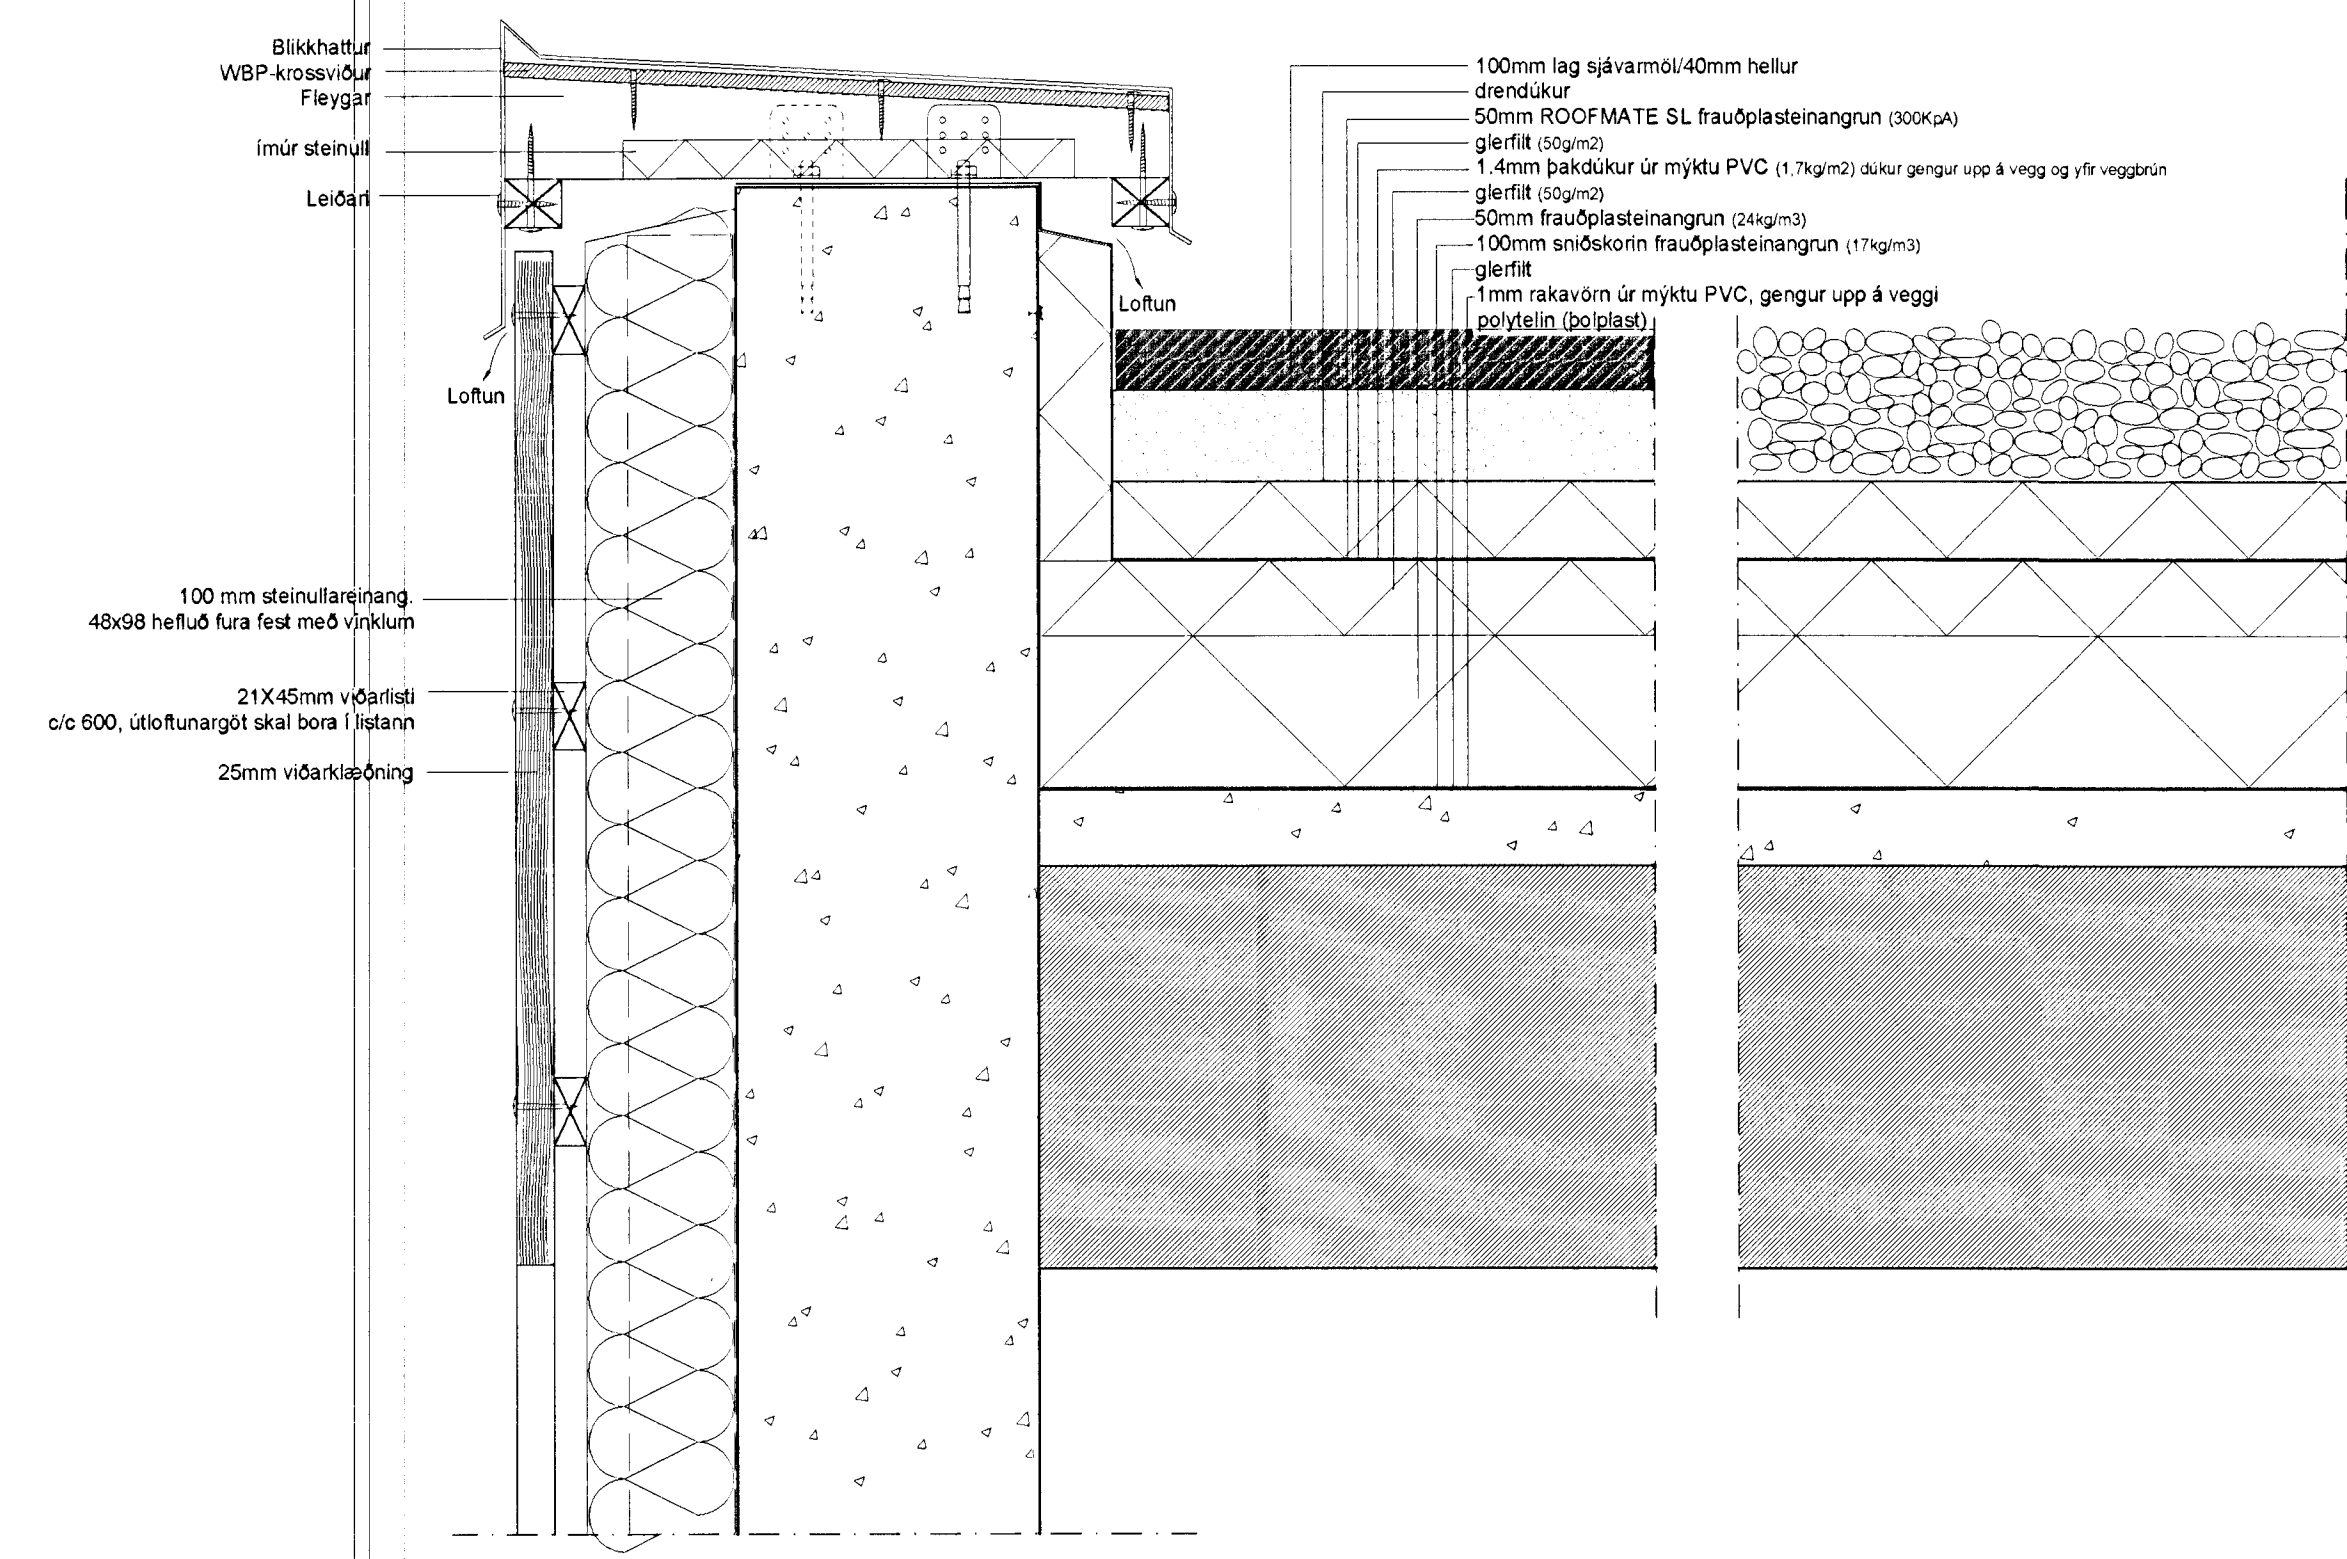 Blikkhattur
WBP-krossviður
Fleygar
ímúr steinull
Leiðari
Loftun
100 mm steinullareinang.
48x98 hefluð fura fest með vinklum
21X45mm viðarlisti
c/c 600, útloftunargöt skal bora í listann
25mm viðarklæðning
100mm lag sjávarmöl/40mm hellur
drendúkur
50mm ROOFMATE SL frauðplasteinangrun (300KpA)
glerfilt (50g/m2)
1.4mm þakdúkur úr mýktu PVC (1,7kg/m2) dúkur gengur upp á vegg og yfir veggbrún
glerfilt (50g/m2)
50mm frauðplasteinangrun (24kg/m3)
100mm sniðskorin frauðplasteinangrun (17kg/m3)
glerfilt
1mm rakavörn úr mýktu PVC, gengur upp á veggi
polytelin (þolplast)
Loftun